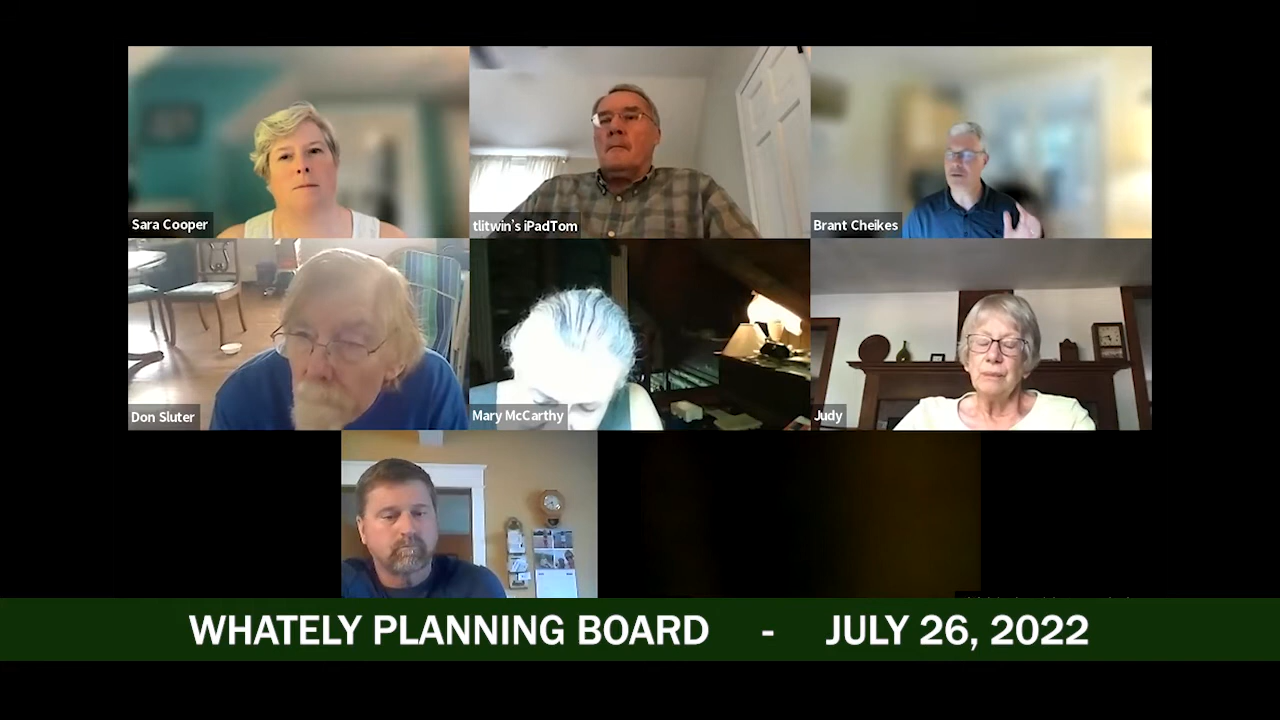 Sara Cooper
tlitwin's iPadTom
Brant Cheikes
Don Sluter
Mary McCarthy
Judy
WHATELY PLANNING BOARD - JULY 26, 2022